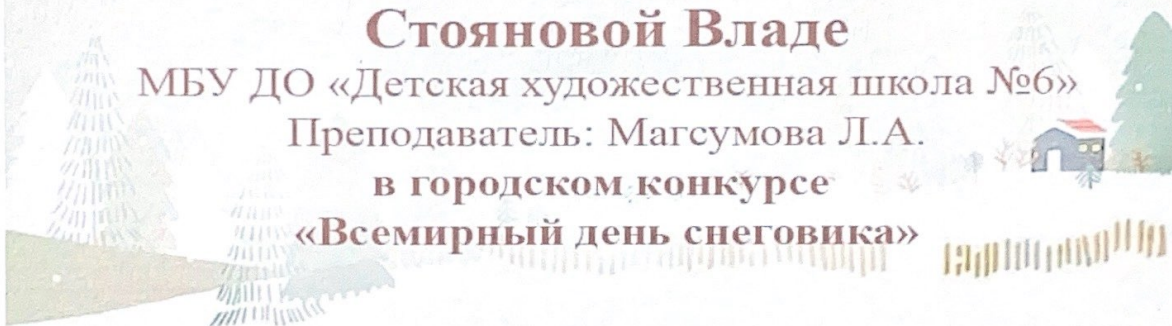 Стояновой Владе
МБУ ДО «Детская художественная школа №6»
Преподаватель: Магсумова Л.А.
в городском конкурсе
«Всемирный день снеговика»